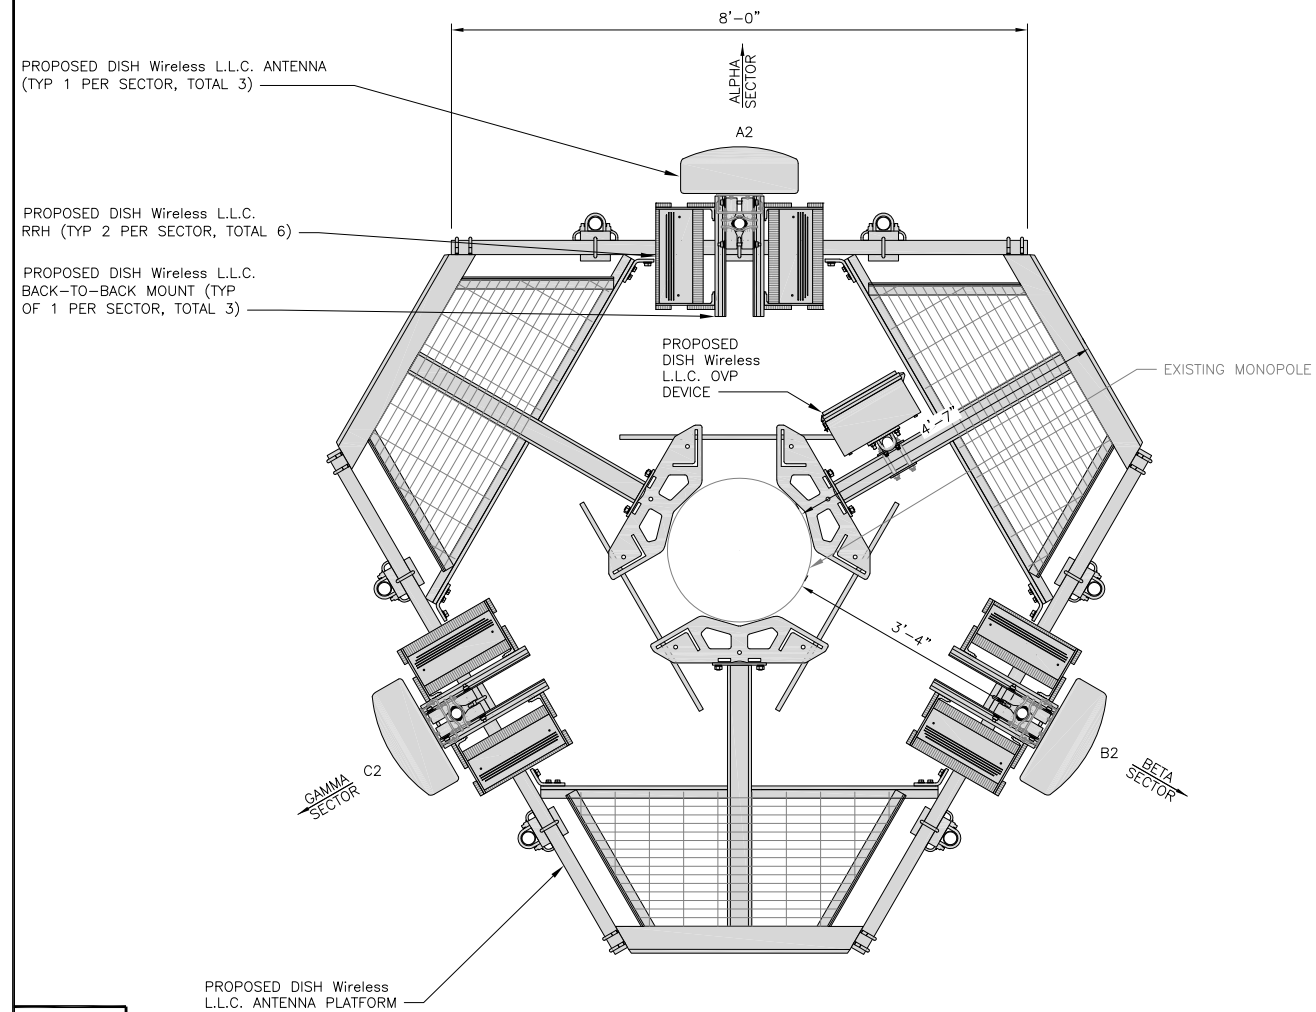 8'-0"
PROPOSED DISH Wireless L.L.C. ANTENNA
(TYP 1 PER SECTOR, TOTAL 3)
ALPHA
SECTOR
A2
PROPOSED DISH Wireless L.L.C.
RRH (TYP 2 PER SECTOR, TOTAL 6)
PROPOSED DISH Wireless L.L.C.
BACK-TO-BACK MOUNT (TYP
OF 1 PER SECTOR, TOTAL 3)
PROPOSED
DISH Wireless
L.L.C. OVP
DEVICE
EXISTING MONOPOLE
4'-7"
3'-4"
GAMMA
SECTOR
C2
B2
BETA
SECTOR
PROPOSED DISH Wireless
L.L.C. ANTENNA PLATFORM